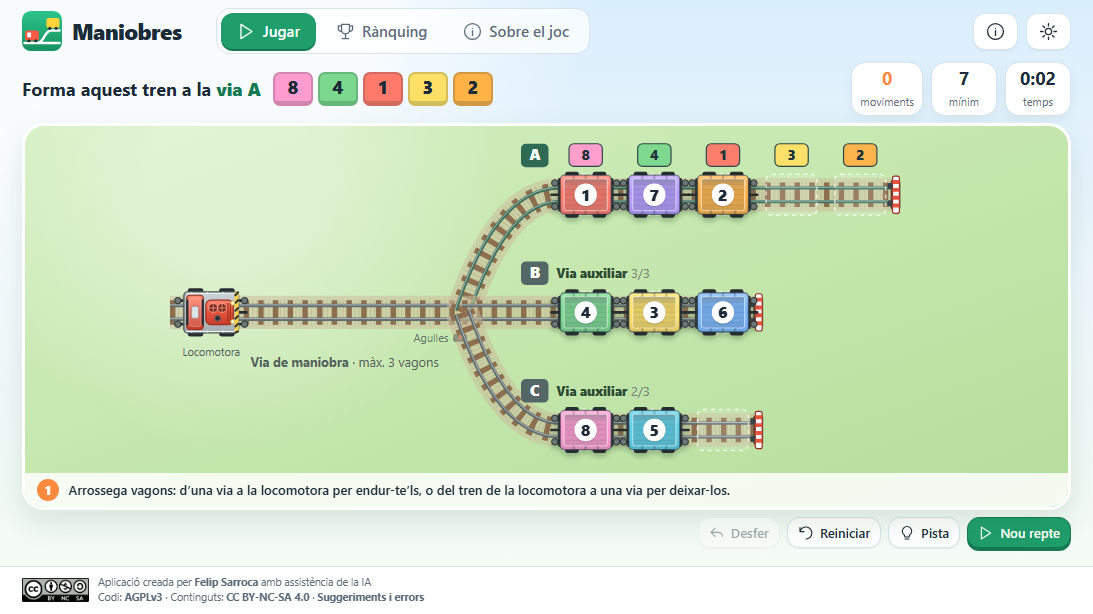 Maniobres
Jugar
Rànquing
Sobre el joc
Forma aquest tren a la via A 8 4 1 3 2
0 moviments
7 mínim
0:02 temps
A 8 4 1 3 2
1 7 2
B Via auxiliar 3/3
4 3 6
Locomotora
Agulles
Via de maniobra · màx. 3 vagons
C Via auxiliar 2/3
8 5
1 Arrossega vagons: d'una via a la locomotora per endur-te'ls, o del tren de la locomotora a una via per deixar-los.
Desfer
Reiniciar
Pista
Nou repte
cc BY NC SA
Aplicació creada per Felip Sarroca amb assistència de la IA
Codi: AGPLv3 · Continguts: CC BY-NC-SA 4.0 · Suggeriments i errors